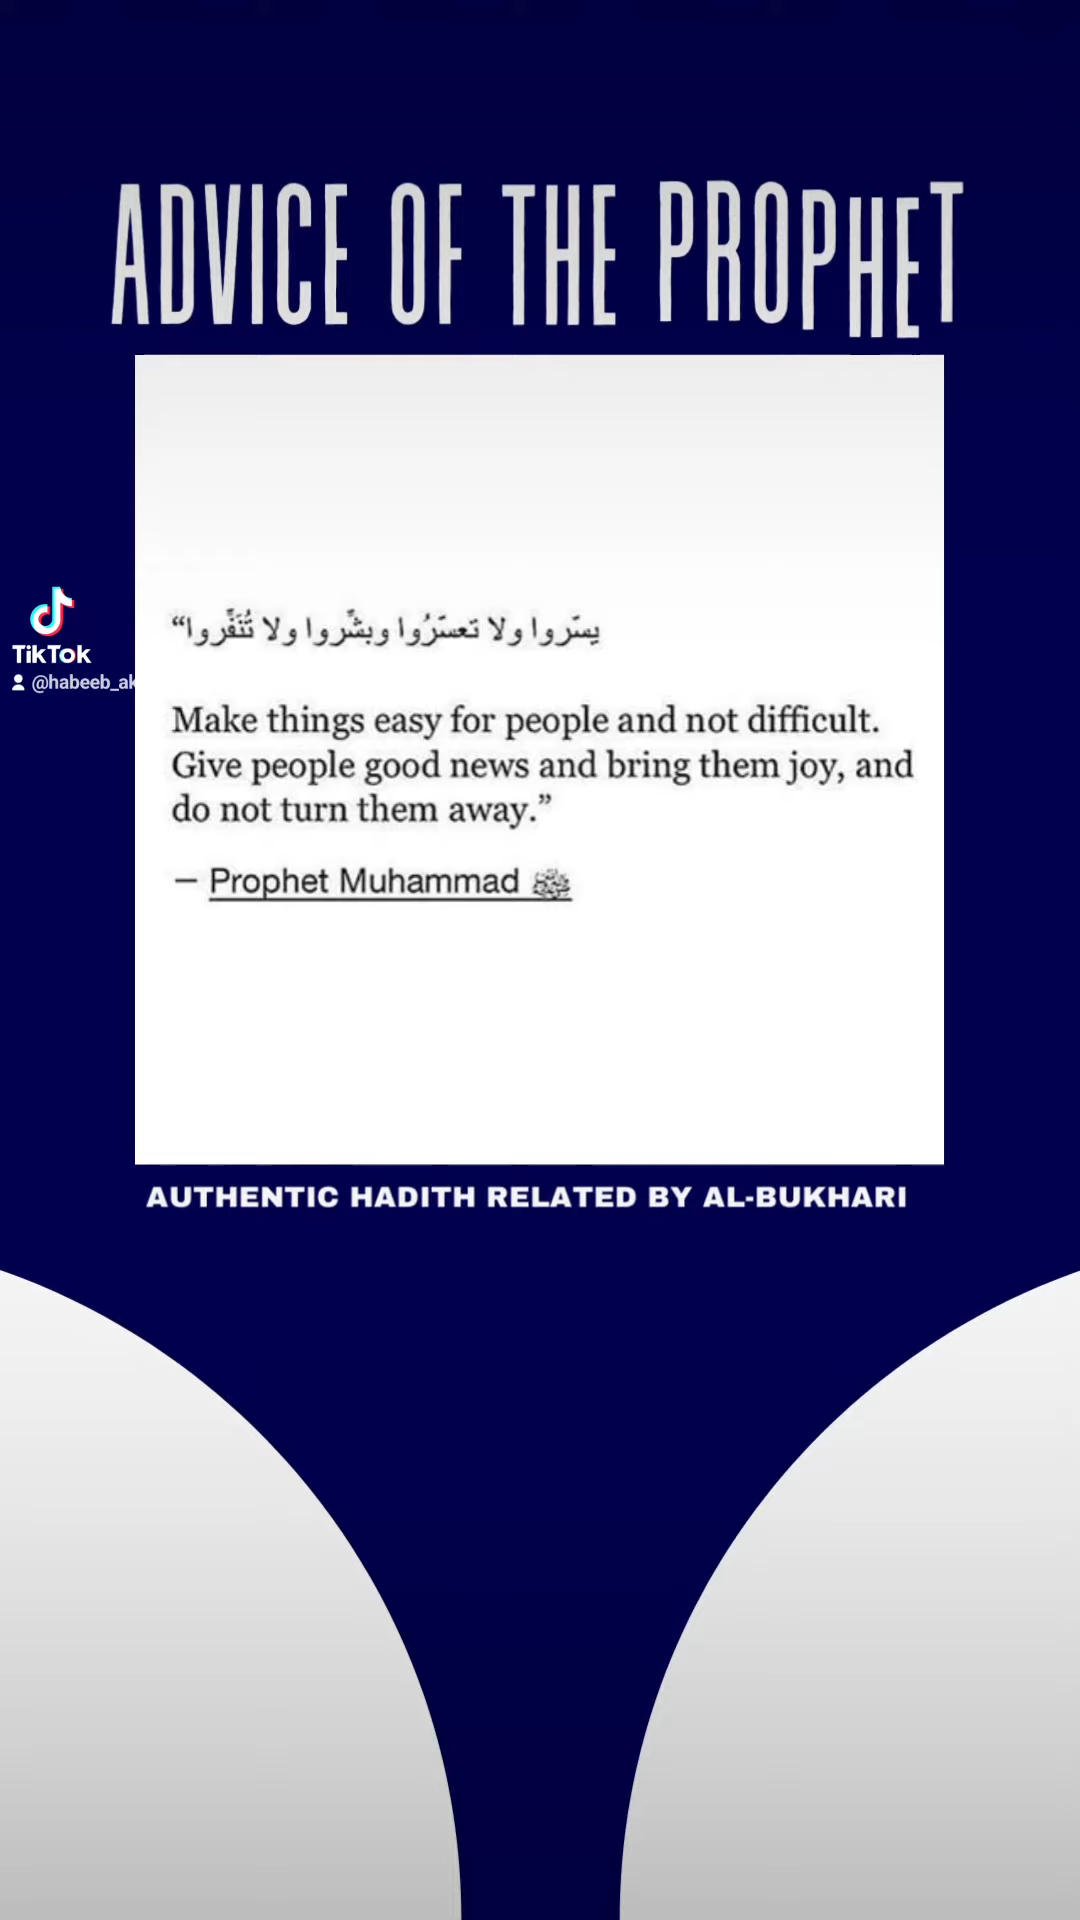 ADVICE OF THE PROPHET
“يسّروا ولا تعسّرُوا وبشِّروا ولا تُنَفِّروا
Make things easy for people and not difficult.
Give people good news and bring them joy, and
do not turn them away.”
— Prophet Muhammad ﷺ
TikTok
@habeeb_ak
AUTHENTIC HADITH RELATED BY AL-BUKHARI